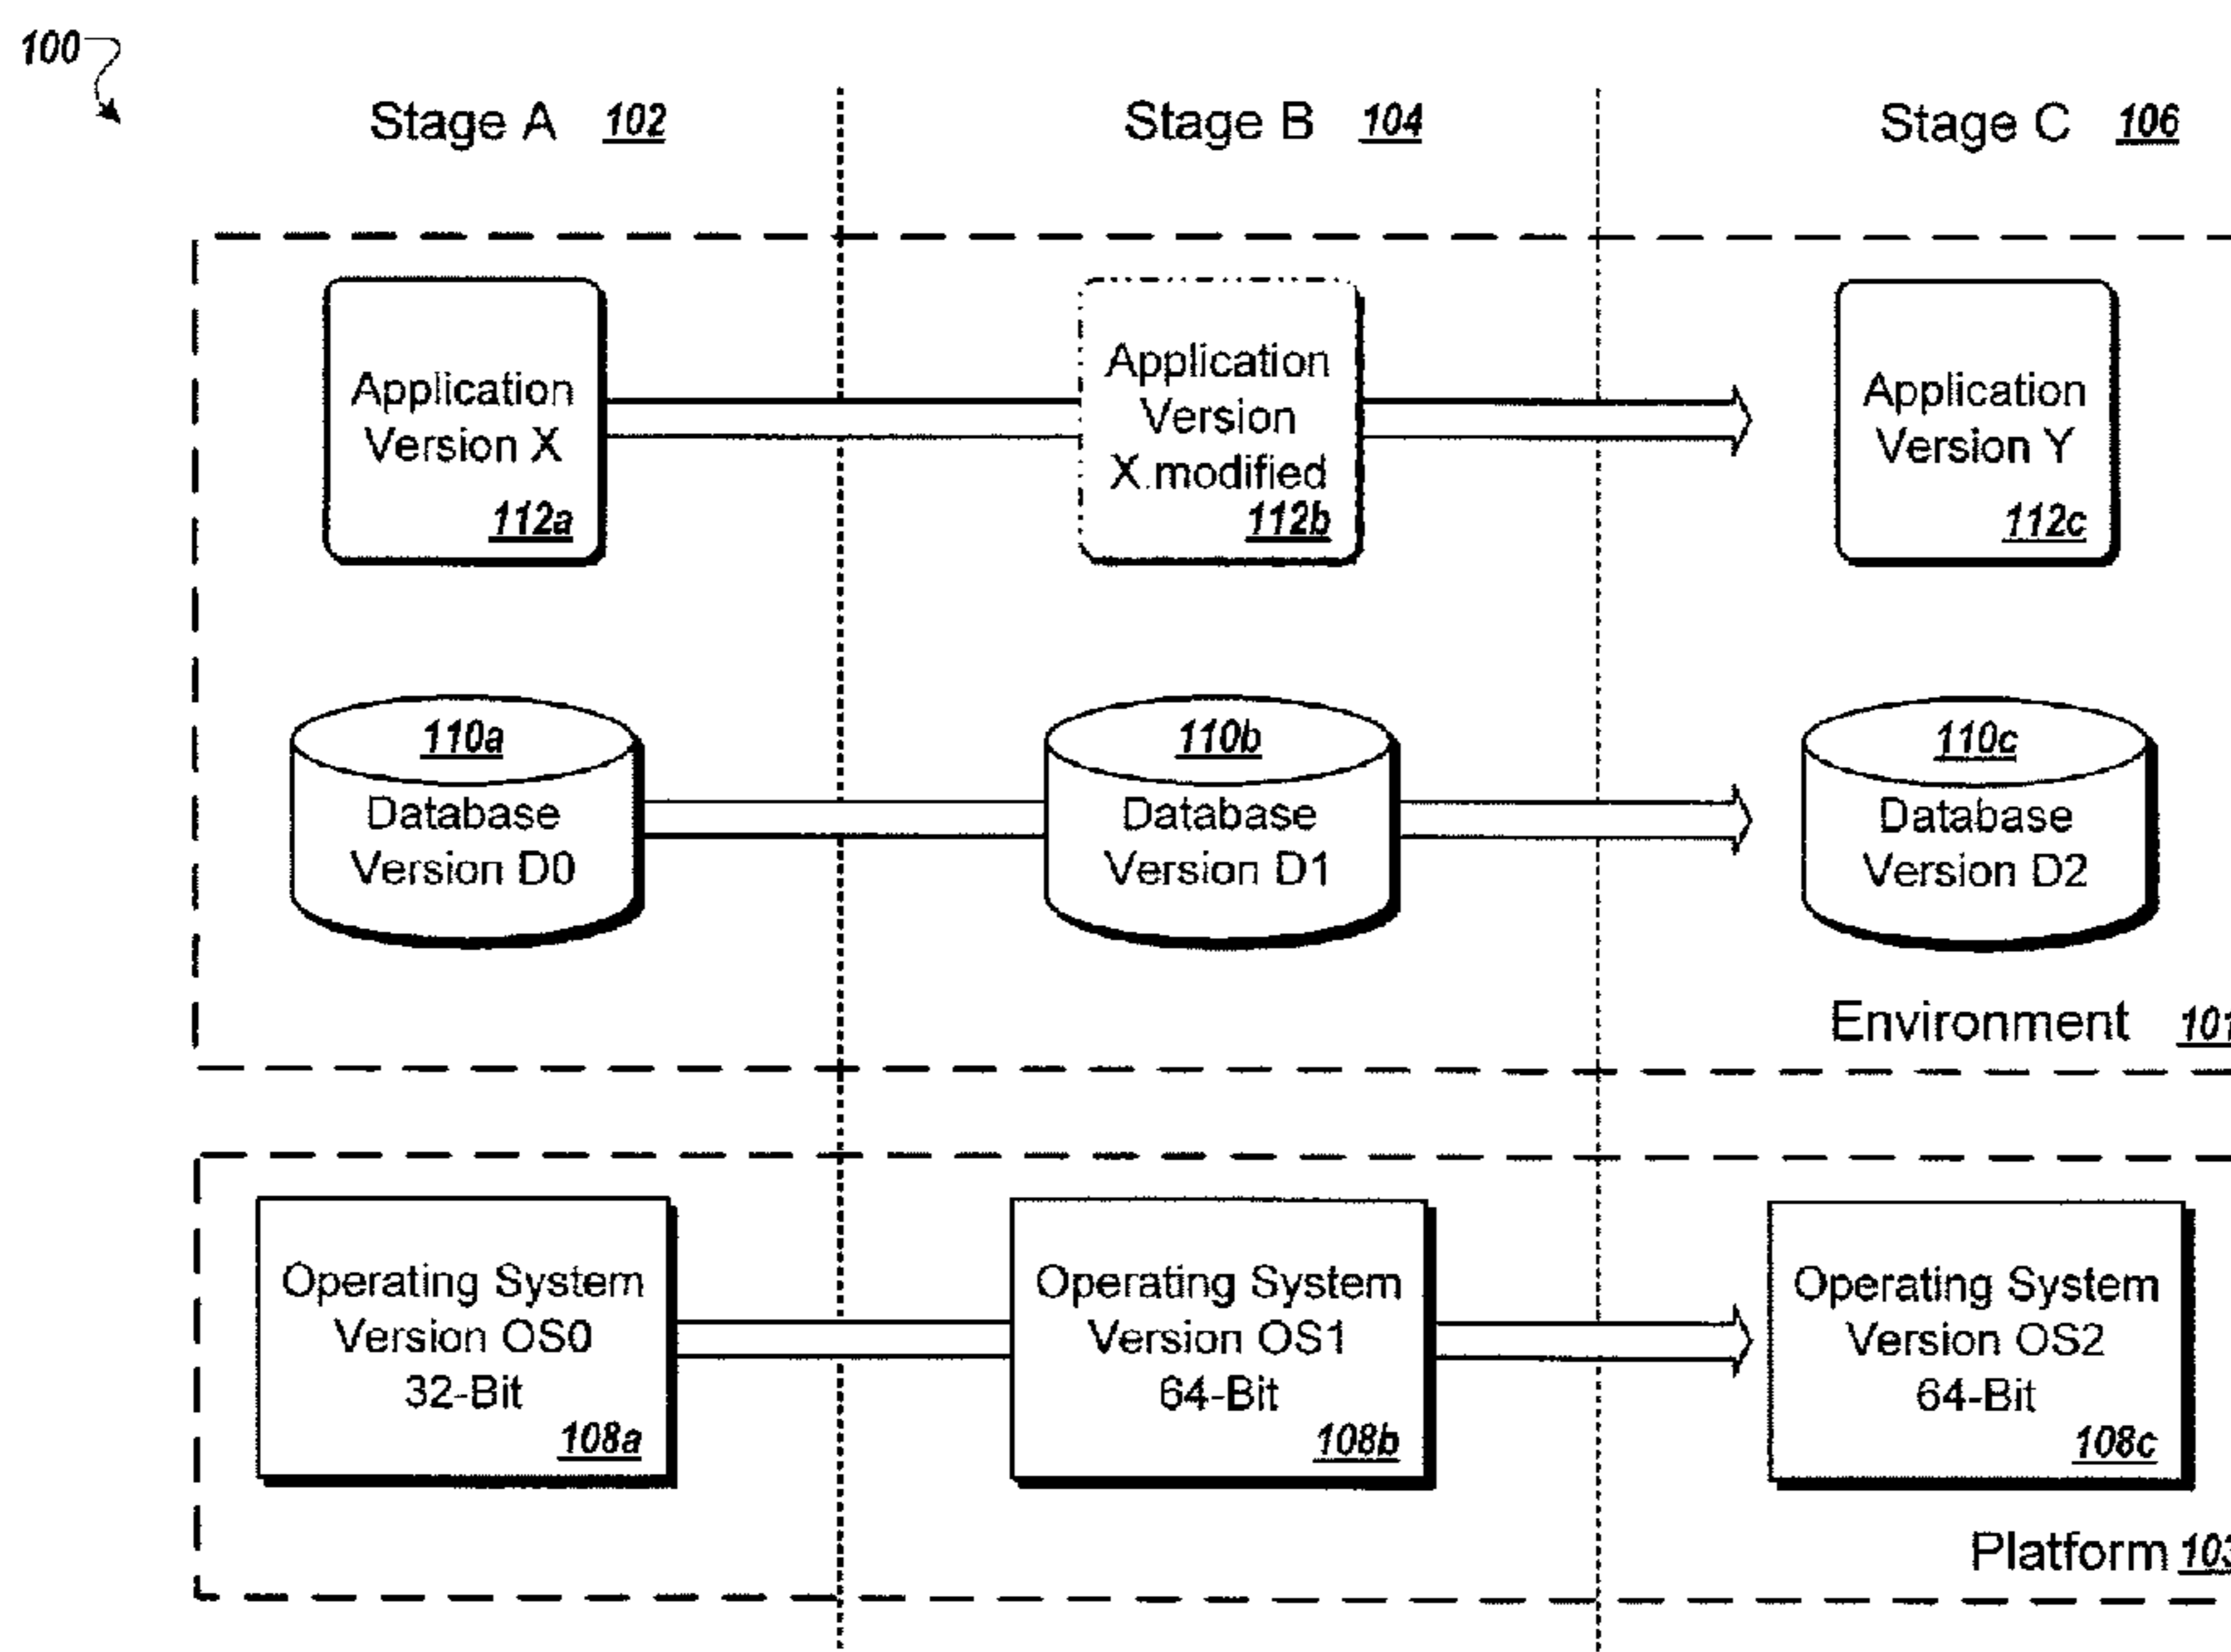 100
Stage A 102
Stage B 104
Stage C 106
Application
Version X
112a
Application
Version
X.modified
112b
Application
Version Y
112c
110a
Database
Version D0
110b
Database
Version D1
110c
Database
Version D2
Environment 101
Operating System
Version OS0
32-Bit
108a
Operating System
Version OS1
64-Bit
108b
Operating System
Version OS2
64-Bit
108c
Platform 103